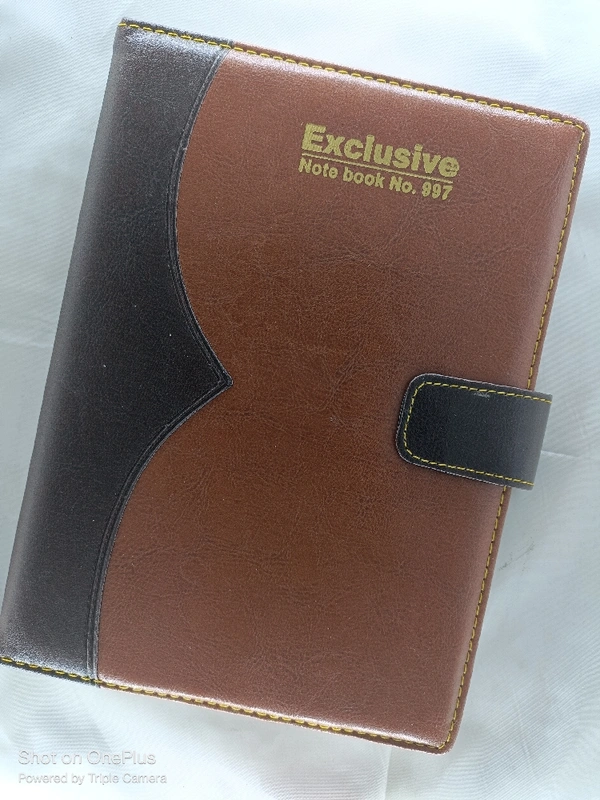 Exclusive
Note book No. 997
Shot on OnePlus
Powered by Triple Camera